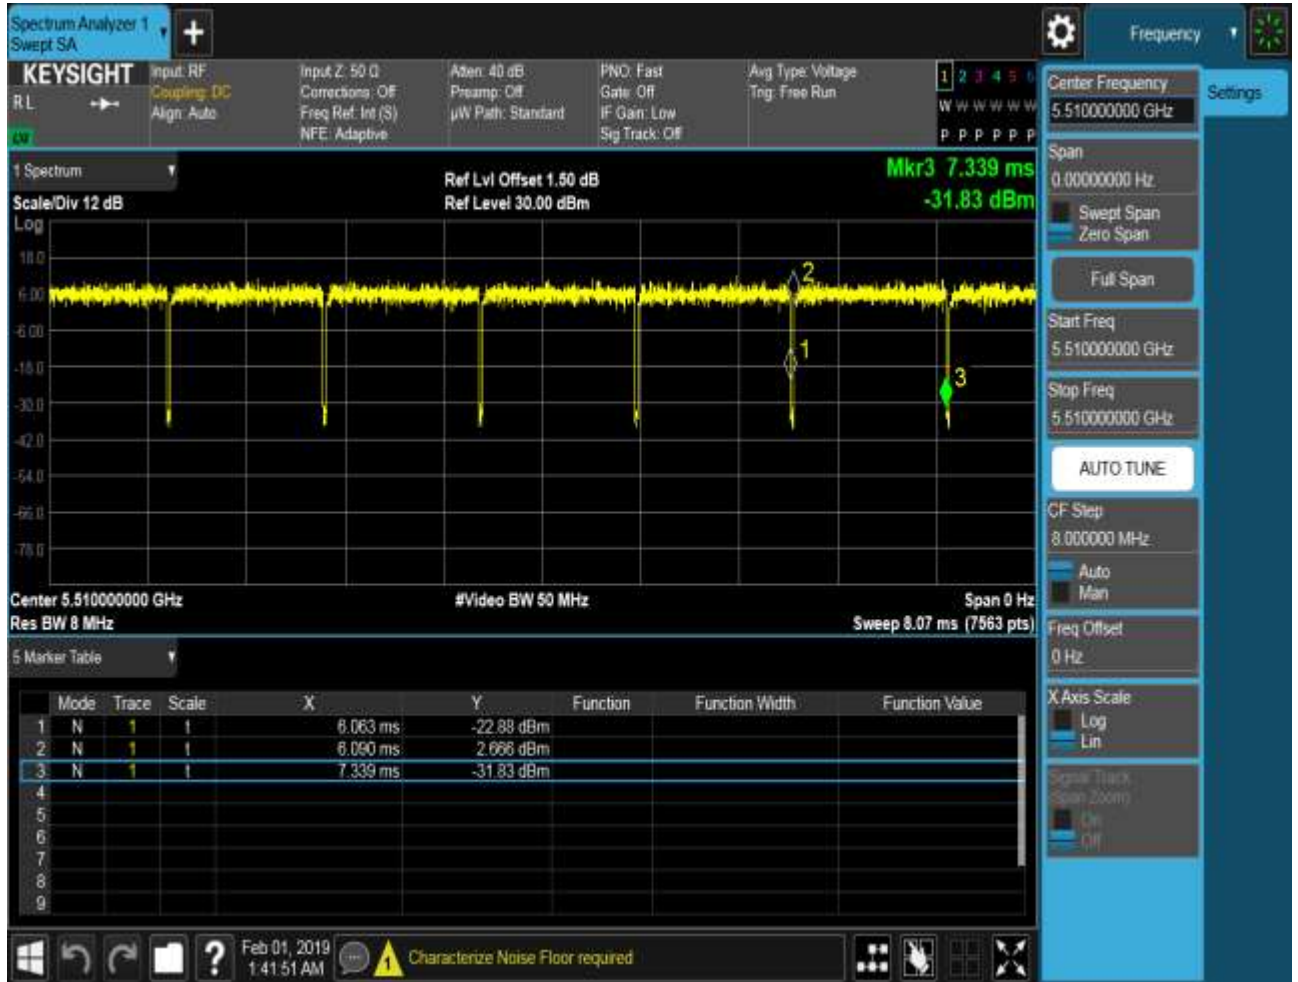 Spectrum Analyzer 1
Swept SA
Frequency
KEYSIGHT
R L
Input: RF
Coupling: DC
Align: Auto
Input Z: 50 Ω
Corrections: Off
Freq Ref: Int (S)
NFE: Adaptive
Atten: 40 dB
Preamp: Off
µW Path: Standard
PNO: Fast
Gate: Off
IF Gain: Low
Sig Track: Off
Avg Type: Voltage
Trig: Free Run
1 2 3 4 5 6
W W W W W W
P P P P P P
Center Frequency
5.510000000 GHz
Settings
Span
0.00000000 Hz
Swept Span
Zero Span
Full Span
Start Freq
5.510000000 GHz
Stop Freq
5.510000000 GHz
AUTO TUNE
CF Step
8.000000 MHz
Auto
Man
Freq Offset
0 Hz
X Axis Scale
Log
Lin
Signal Track
(Span Zoom)
On
Off
1 Spectrum
Scale/Div 12 dB
Log
Ref Lvl Offset 1.50 dB
Ref Level 30.00 dBm
Mkr3 7.339 ms
-31.83 dBm
18.0
6.00
-6.00
-18.0
-30.0
-42.0
-54.0
-66.0
-78.0
2
1
3
Center 5.510000000 GHz
#Video BW 50 MHz
Span 0 Hz
Res BW 8 MHz
Sweep 8.07 ms (7563 pts)
5 Marker Table
Mode Trace Scale X Y Function Function Width Function Value
1 N 1 t 6.063 ms -22.88 dBm
2 N 1 t 6.090 ms 2.666 dBm
3 N 1 t 7.339 ms -31.83 dBm
4
5
6
7
8
9
?
Feb 01, 2019
1:41:51 AM
1
Characterize Noise Floor required